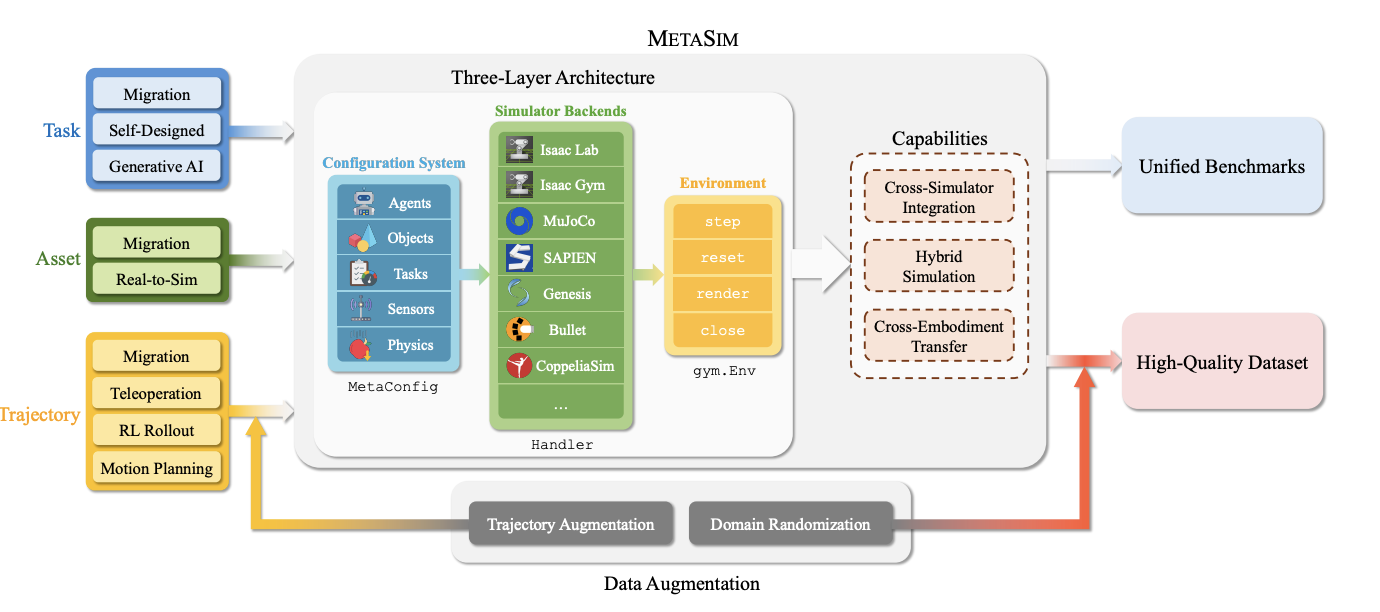 METASIM
Three-Layer Architecture
Task
Migration
Self-Designed
Generative AI
Asset
Migration
Real-to-Sim
Trajectory
Migration
Teleoperation
RL Rollout
Motion Planning
Configuration System
Agents
Objects
Tasks
Sensors
Physics
MetaConfig
Simulator Backends
Isaac Lab
Isaac Gym
MuJoCo
SAPIEN
Genesis
Bullet
CoppeliaSim
...
Handler
Environment
step
reset
render
close
gym.Env
Capabilities
Cross-Simulator
Integration
Hybrid
Simulation
Cross-Embodiment
Transfer
Unified Benchmarks
High-Quality Dataset
Trajectory Augmentation
Domain Randomization
Data Augmentation